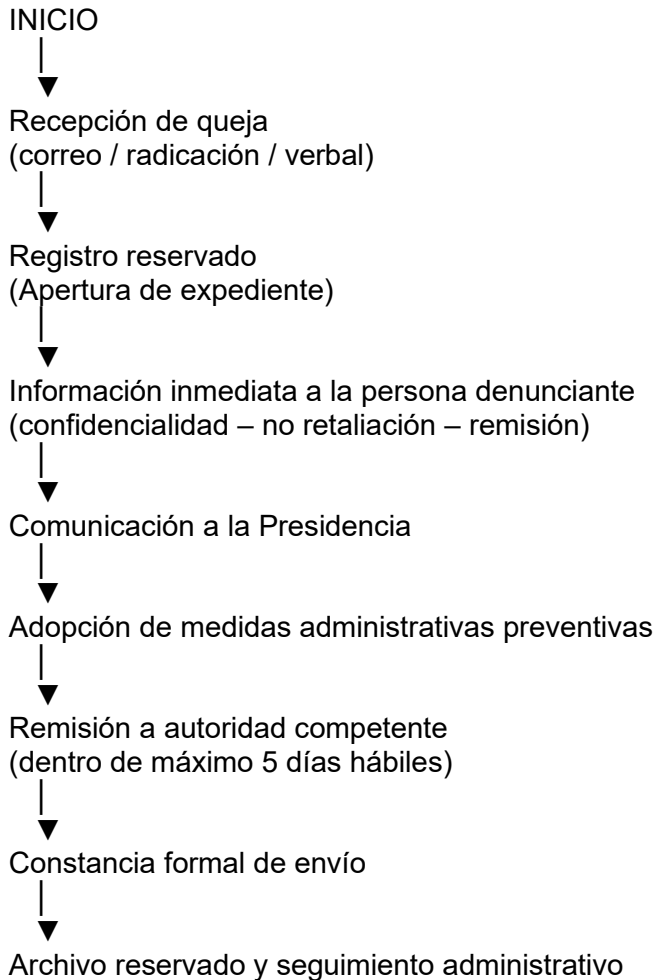 INICIO
Recepción de queja
(correo / radicación / verbal)
Registro reservado
(Apertura de expediente)
Información inmediata a la persona denunciante
(confidencialidad – no retaliación – remisión)
Comunicación a la Presidencia
Adopción de medidas administrativas preventivas
Remisión a autoridad competente
(dentro de máximo 5 días hábiles)
Constancia formal de envío
Archivo reservado y seguimiento administrativo